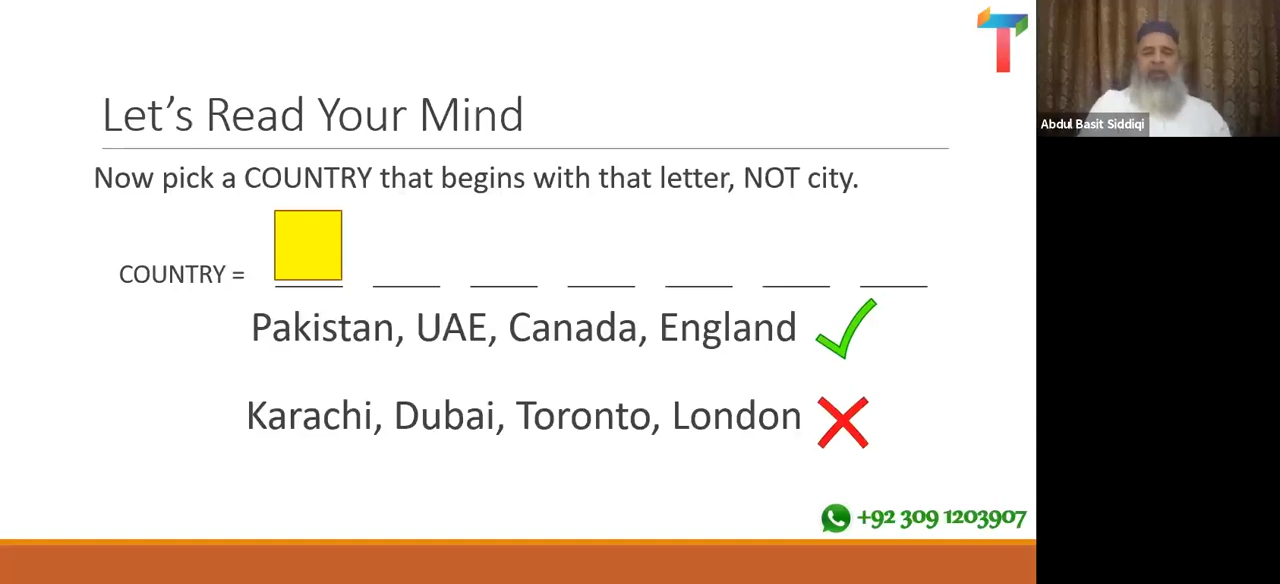 Let's Read Your Mind
Now pick a COUNTRY that begins with that letter, NOT city.
COUNTRY =
Pakistan, UAE, Canada, England
Karachi, Dubai, Toronto, London
+92 309 1203907
T
Abdul Basit Siddiqi